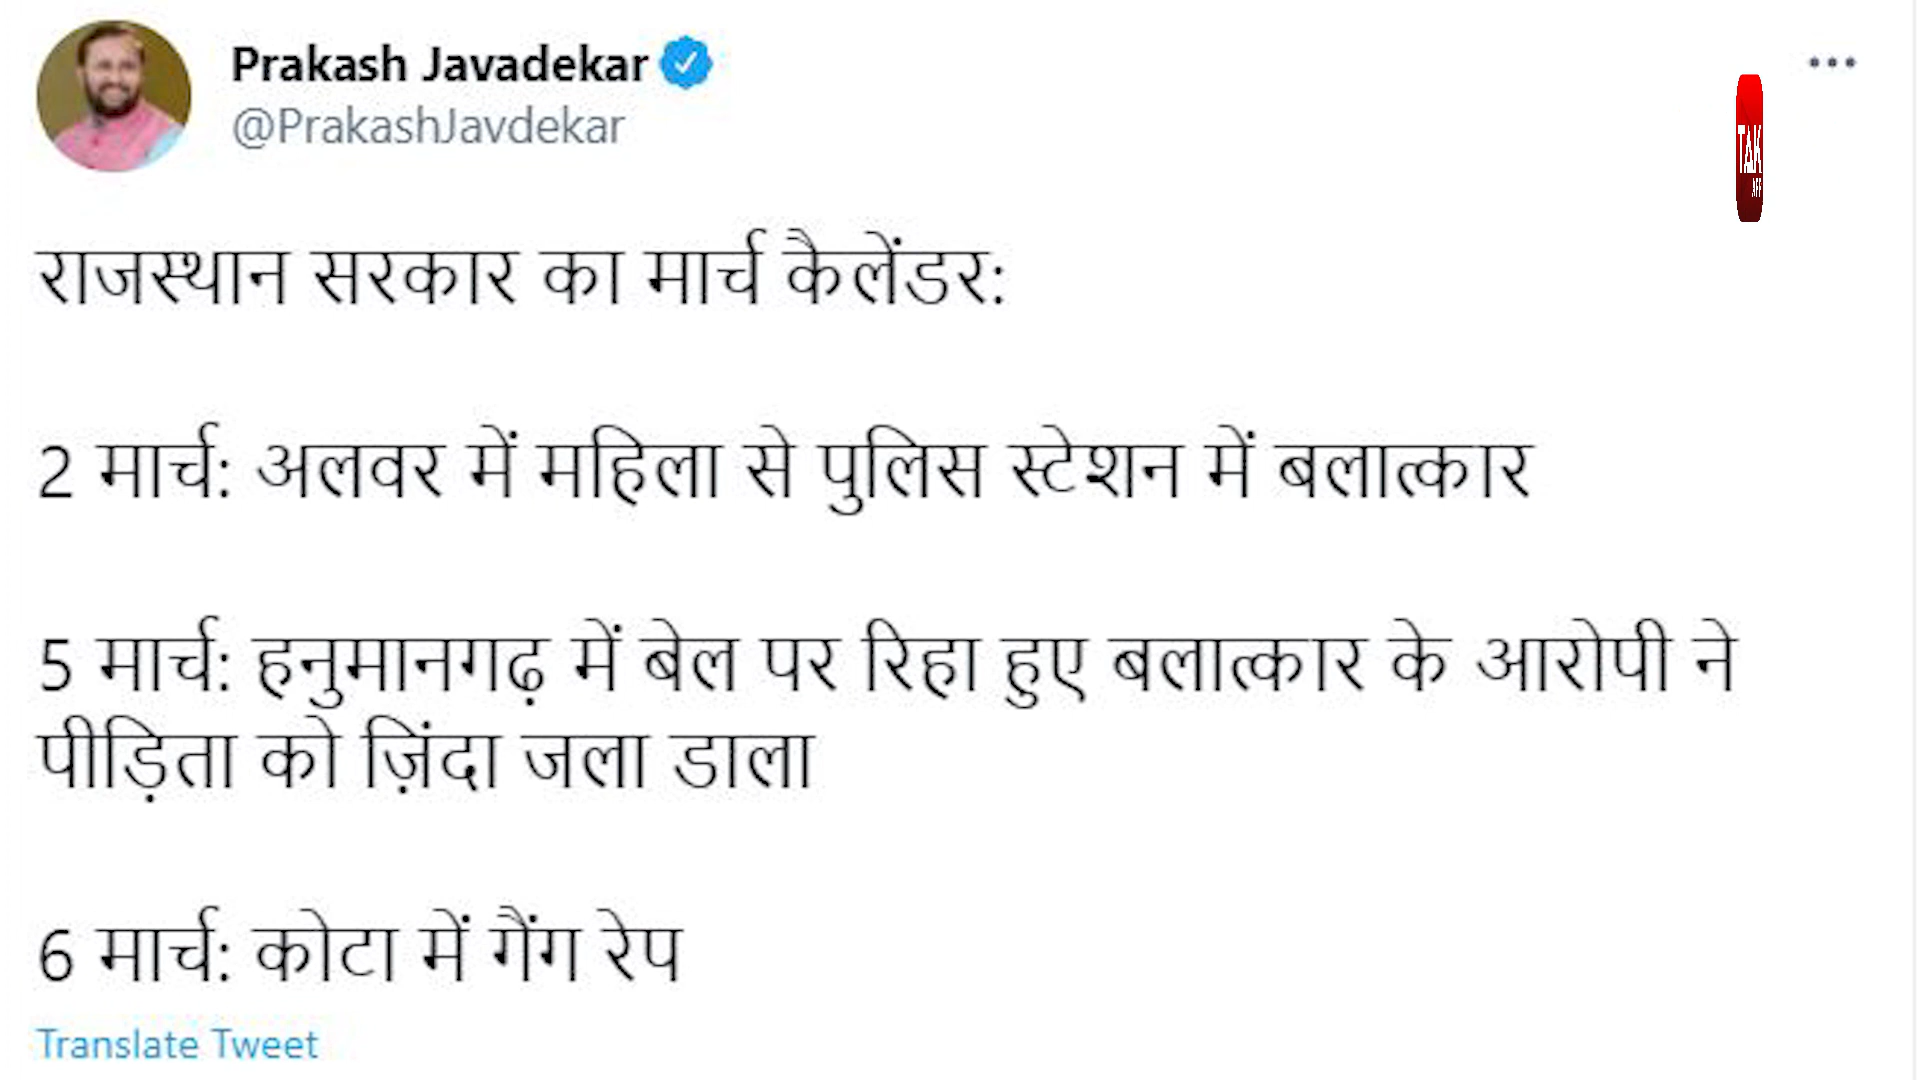 Prakash Javadekar
@PrakashJavdekar
TAK
राजस्थान सरकार का मार्च कैलेंडर:
2 मार्च: अलवर में महिला से पुलिस स्टेशन में बलात्कार
5 मार्च: हनुमानगढ़ में बेल पर रिहा हुए बलात्कार के आरोपी ने
पीड़िता को ज़िंदा जला डाला
6 मार्च: कोटा में गैंग रेप
Translate Tweet